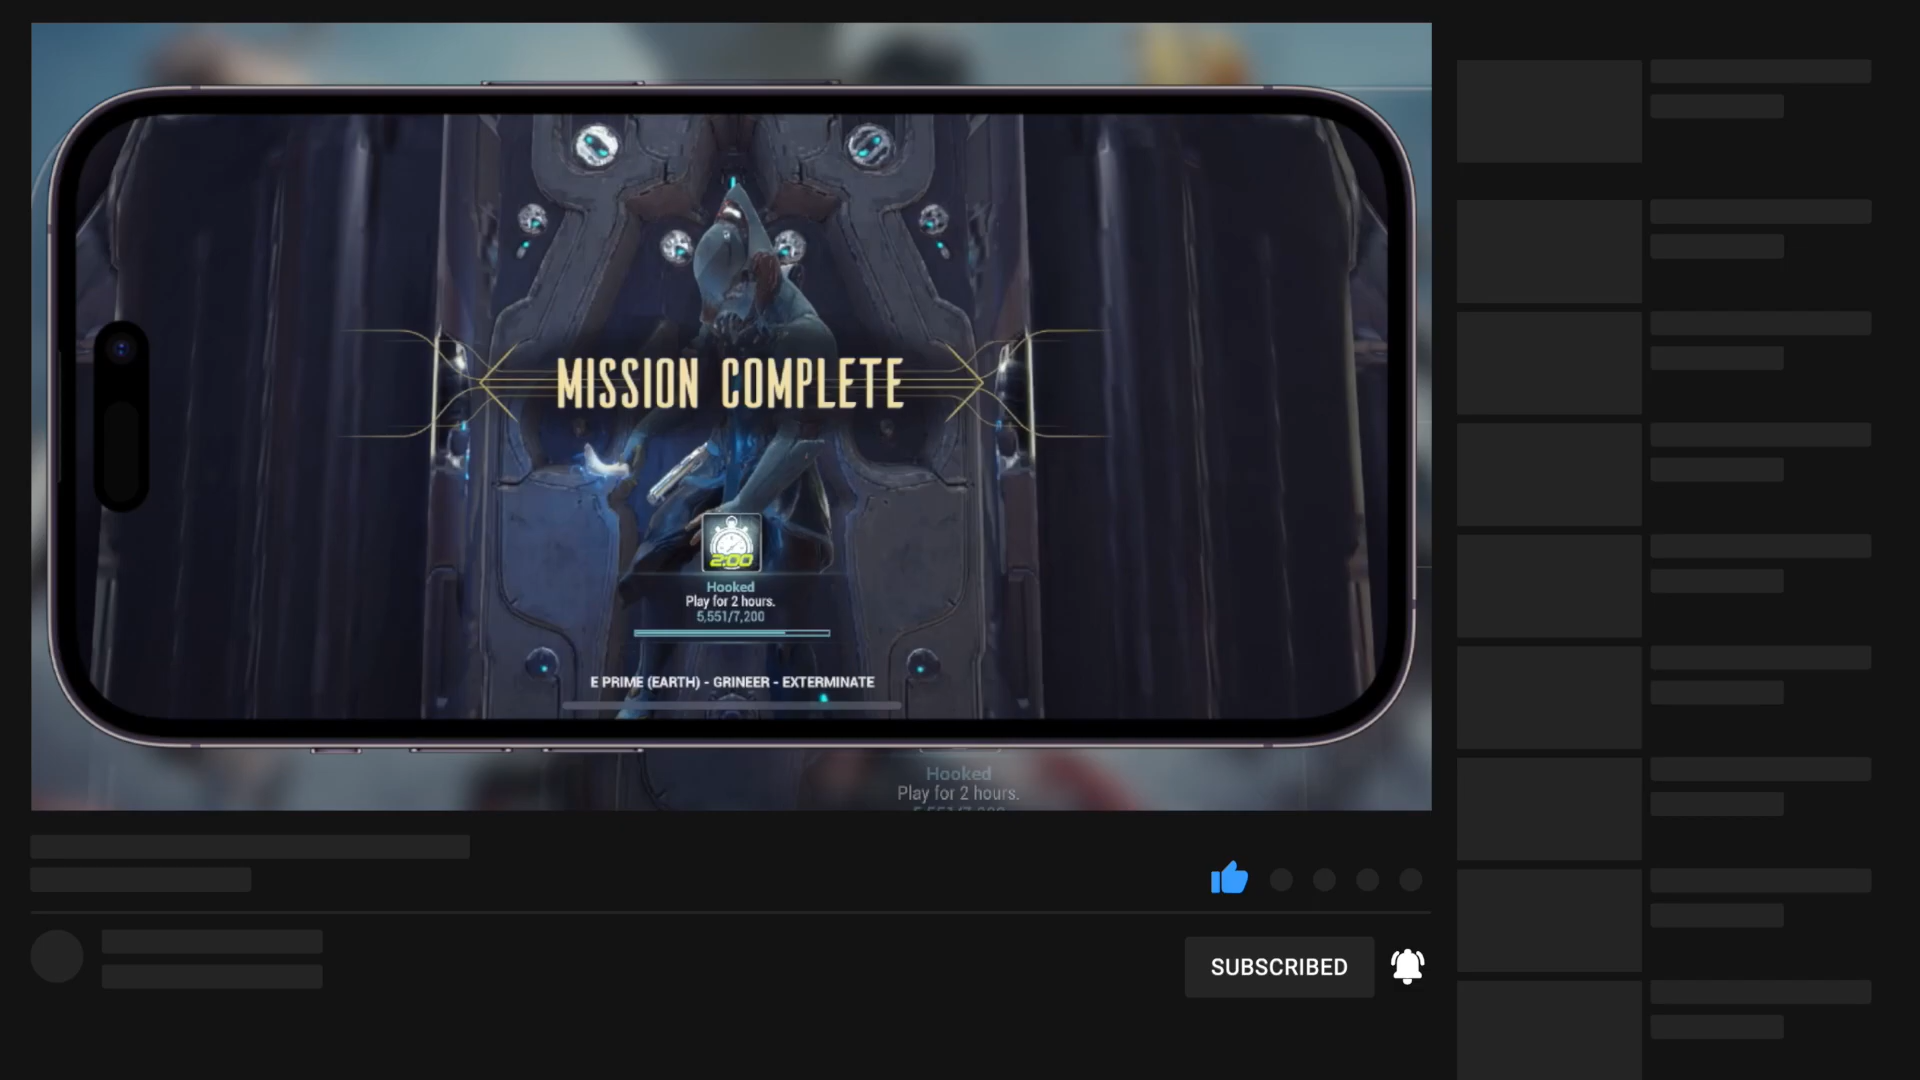 MISSION COMPLETE
2:00
Hooked
Play for 2 hours.
5,551/7,200
E PRIME (EARTH) - GRINEER - EXTERMINATE
Hooked
Play for 2 hours.
SUBSCRIBED